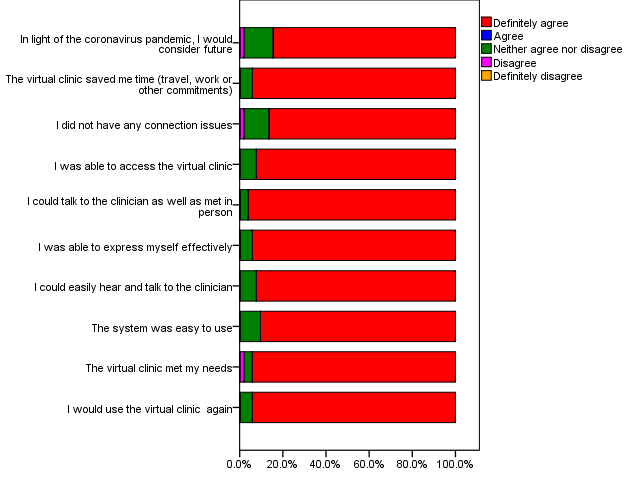 In light of the coronavirus pandemic, I would
consider future
The virtual clinic saved me time (travel, work or
other commitments)
I did not have any connection issues
I was able to access the virtual clinic
I could talk to the clinician as well as met in
person
I was able to express myself effectively
I could easily hear and talk to the clinician
The system was easy to use
The virtual clinic met my needs
I would use the virtual clinic again
0.0% 20.0% 40.0% 60.0% 80.0% 100.0%
Definitely agree
Agree
Neither agree nor disagree
Disagree
Definitely disagree